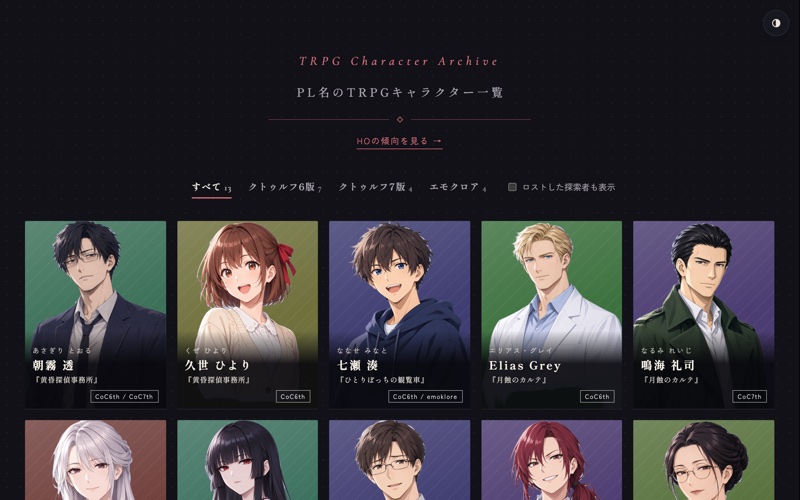 TRPG Character Archive
PL名のTRPGキャラクター一覧
HOの傾向を見る →
すべて 13 クトゥルフ6版 7 クトゥルフ7版 4 エモクロア 4 ロストした探索者も表示
あさぎり とおる
朝霧 透
『黄昏探偵事務所』
CoC6th / CoC7th
くぜ ひより
久世 ひより
『黄昏探偵事務所』
CoC6th
ななせ みなと
七瀬 湊
『ひとりぼっちの観覧車』
CoC6th / emoklore
エリアス・グレイ
Elias Grey
『月蝕のカルテ』
CoC6th
なるみ れいじ
鳴海 礼司
『月蝕のカルテ』
CoC7th